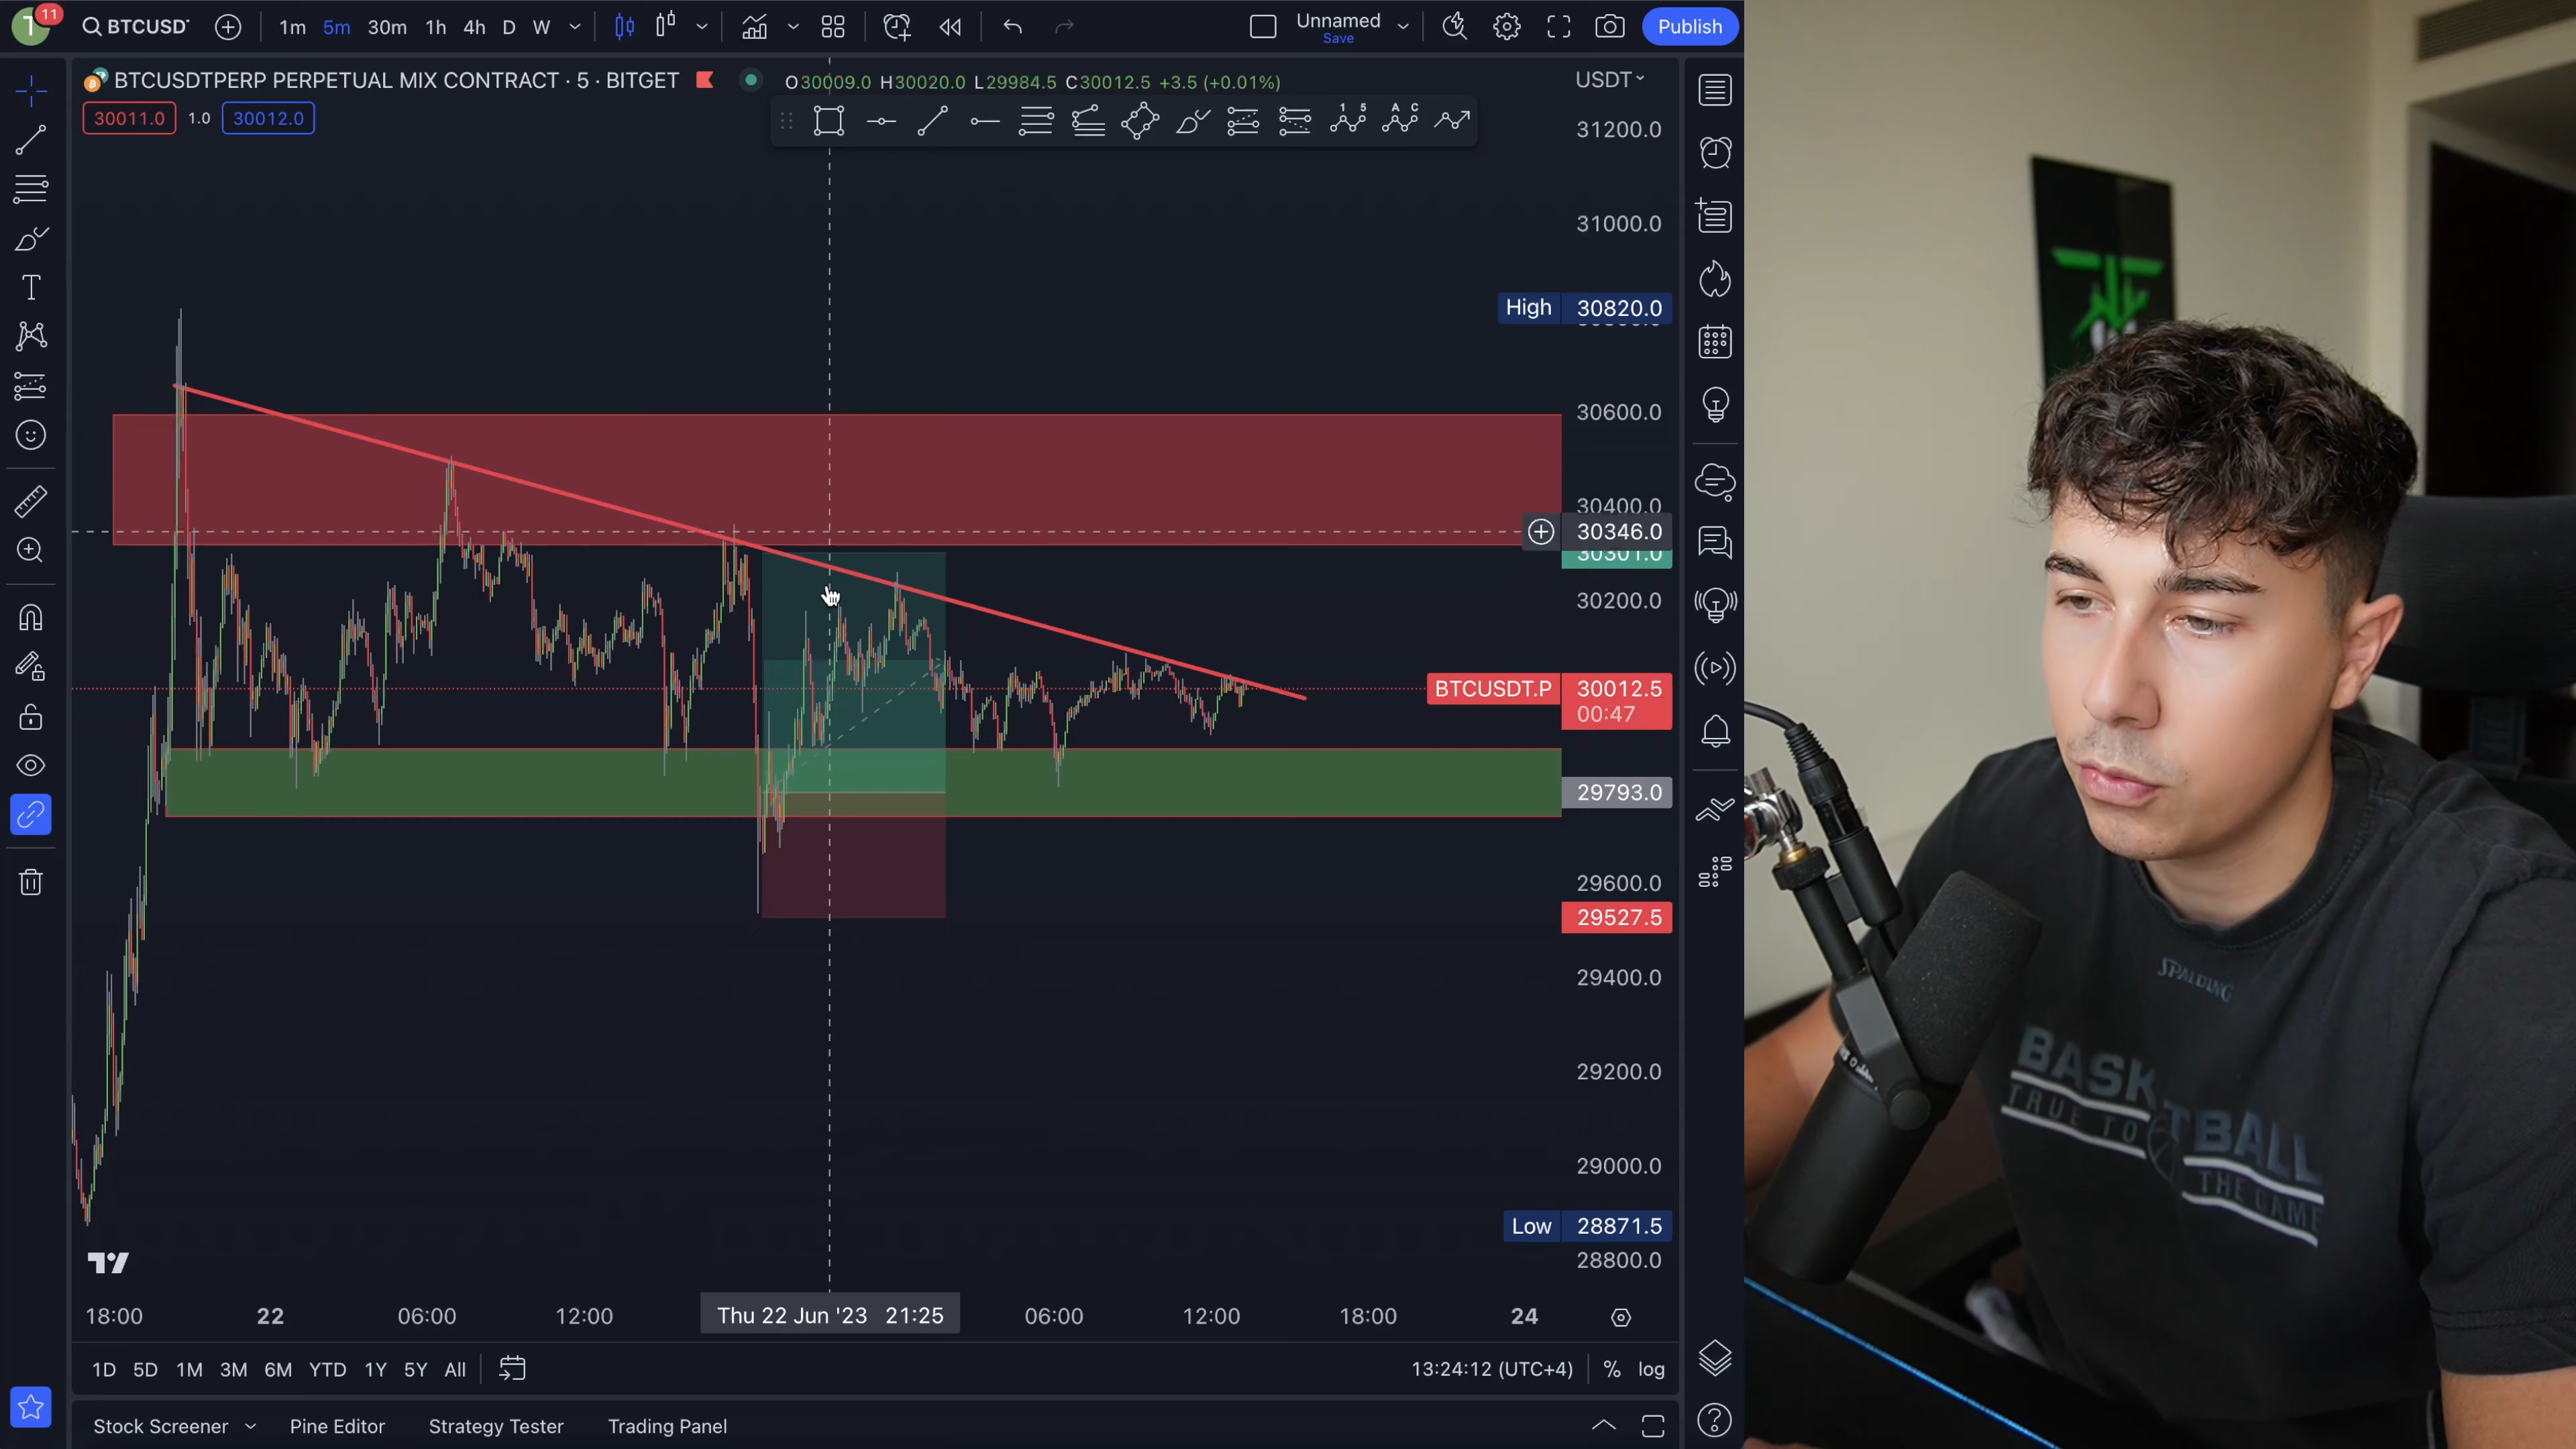 11
T
BTCUSDT
1m 5m 30m 1h 4h D W
Unnamed
Save
Publish
BTCUSDTPERP PERPETUAL MIX CONTRACT · 5 · BITGET
O30009.0 H30020.0 L29984.5 C30012.5 +3.5 (+0.01%)
USDT
30011.0 1.0 30012.0
1 5
A C
31200.0
31000.0
High 30820.0
30600.0
30400.0
30346.0
30301.0
30200.0
BTCUSDT.P 30012.5
00:47
29793.0
29600.0
29527.5
29400.0
29200.0
29000.0
Low 28871.5
28800.0
18:00 22 06:00 12:00 Thu 22 Jun '23 21:25 06:00 12:00 18:00 24
1D 5D 1M 3M 6M YTD 1Y 5Y All
13:24:12 (UTC+4) % log
Stock Screener Pine Editor Strategy Tester Trading Panel
SPALDING
BASKETBALL
TRUE TO THE GAME